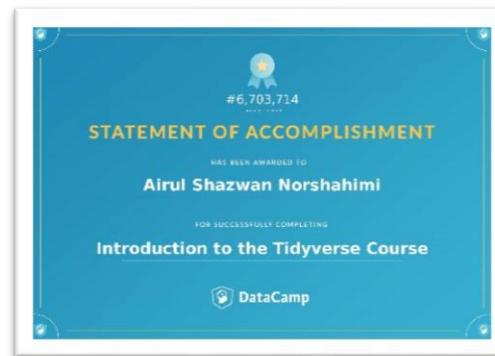 #6,703,714
STATEMENT OF ACCOMPLISHMENT
HAS BEEN AWARDED TO
Airul Shazwan Norshahimi
FOR SUCCESSFULLY COMPLETING
Introduction to the Tidyverse Course
DataCamp